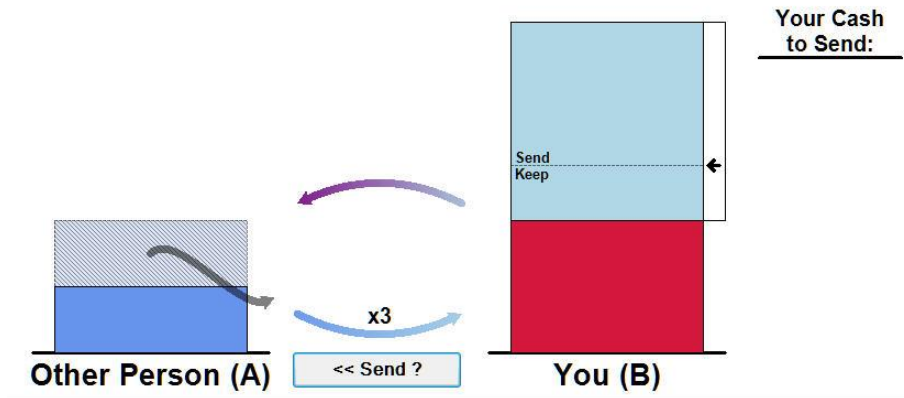 Your Cash
to Send:
Send
Keep
x3
<< Send ?
Other Person (A)
You (B)